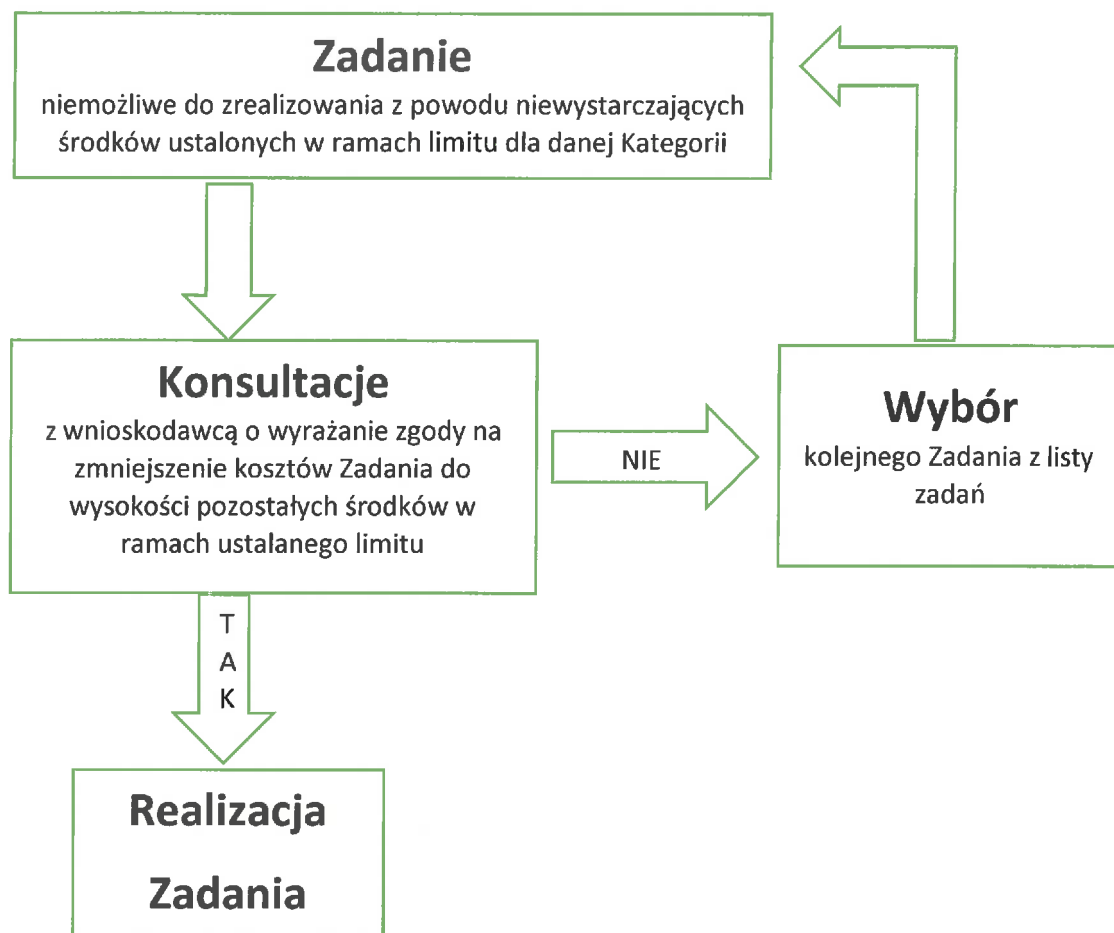 Zadanie
niemożliwe do zrealizowania z powodu niewystarczających
środków ustalonych w ramach limitu dla danej Kategorii
Konsultacje
z wnioskodawcą o wyrażanie zgody na
zmniejszenie kosztów Zadania do
wysokości pozostałych środków w
ramach ustalanego limitu
NIE
Wybór
kolejnego Zadania z listy
zadań
T
A
K
Realizacja
Zadania